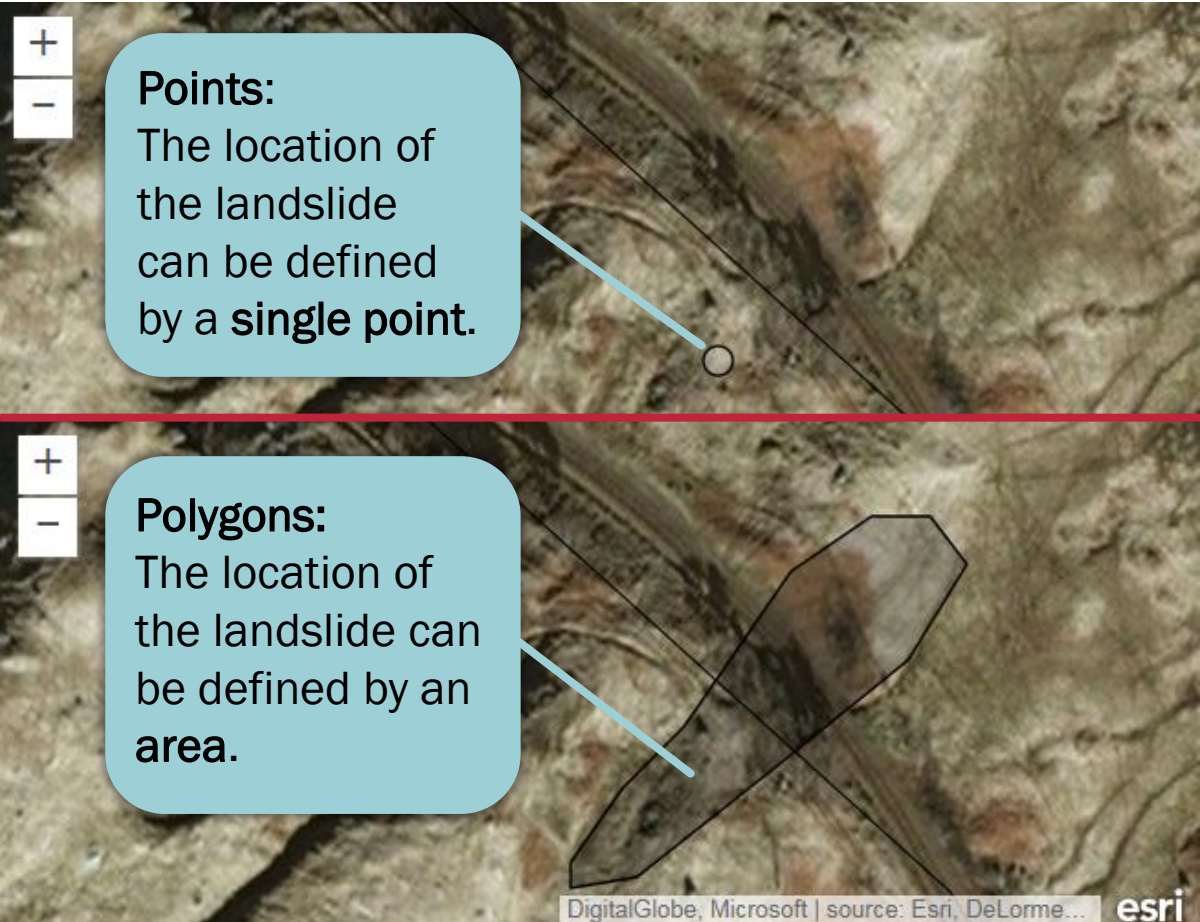 +
−
Points:
The location of
the landslide
can be defined
by a single point.
+
−
Polygons:
The location of
the landslide can
be defined by an
area.
DigitalGlobe, Microsoft | source: Esri, DeLorme...
esri